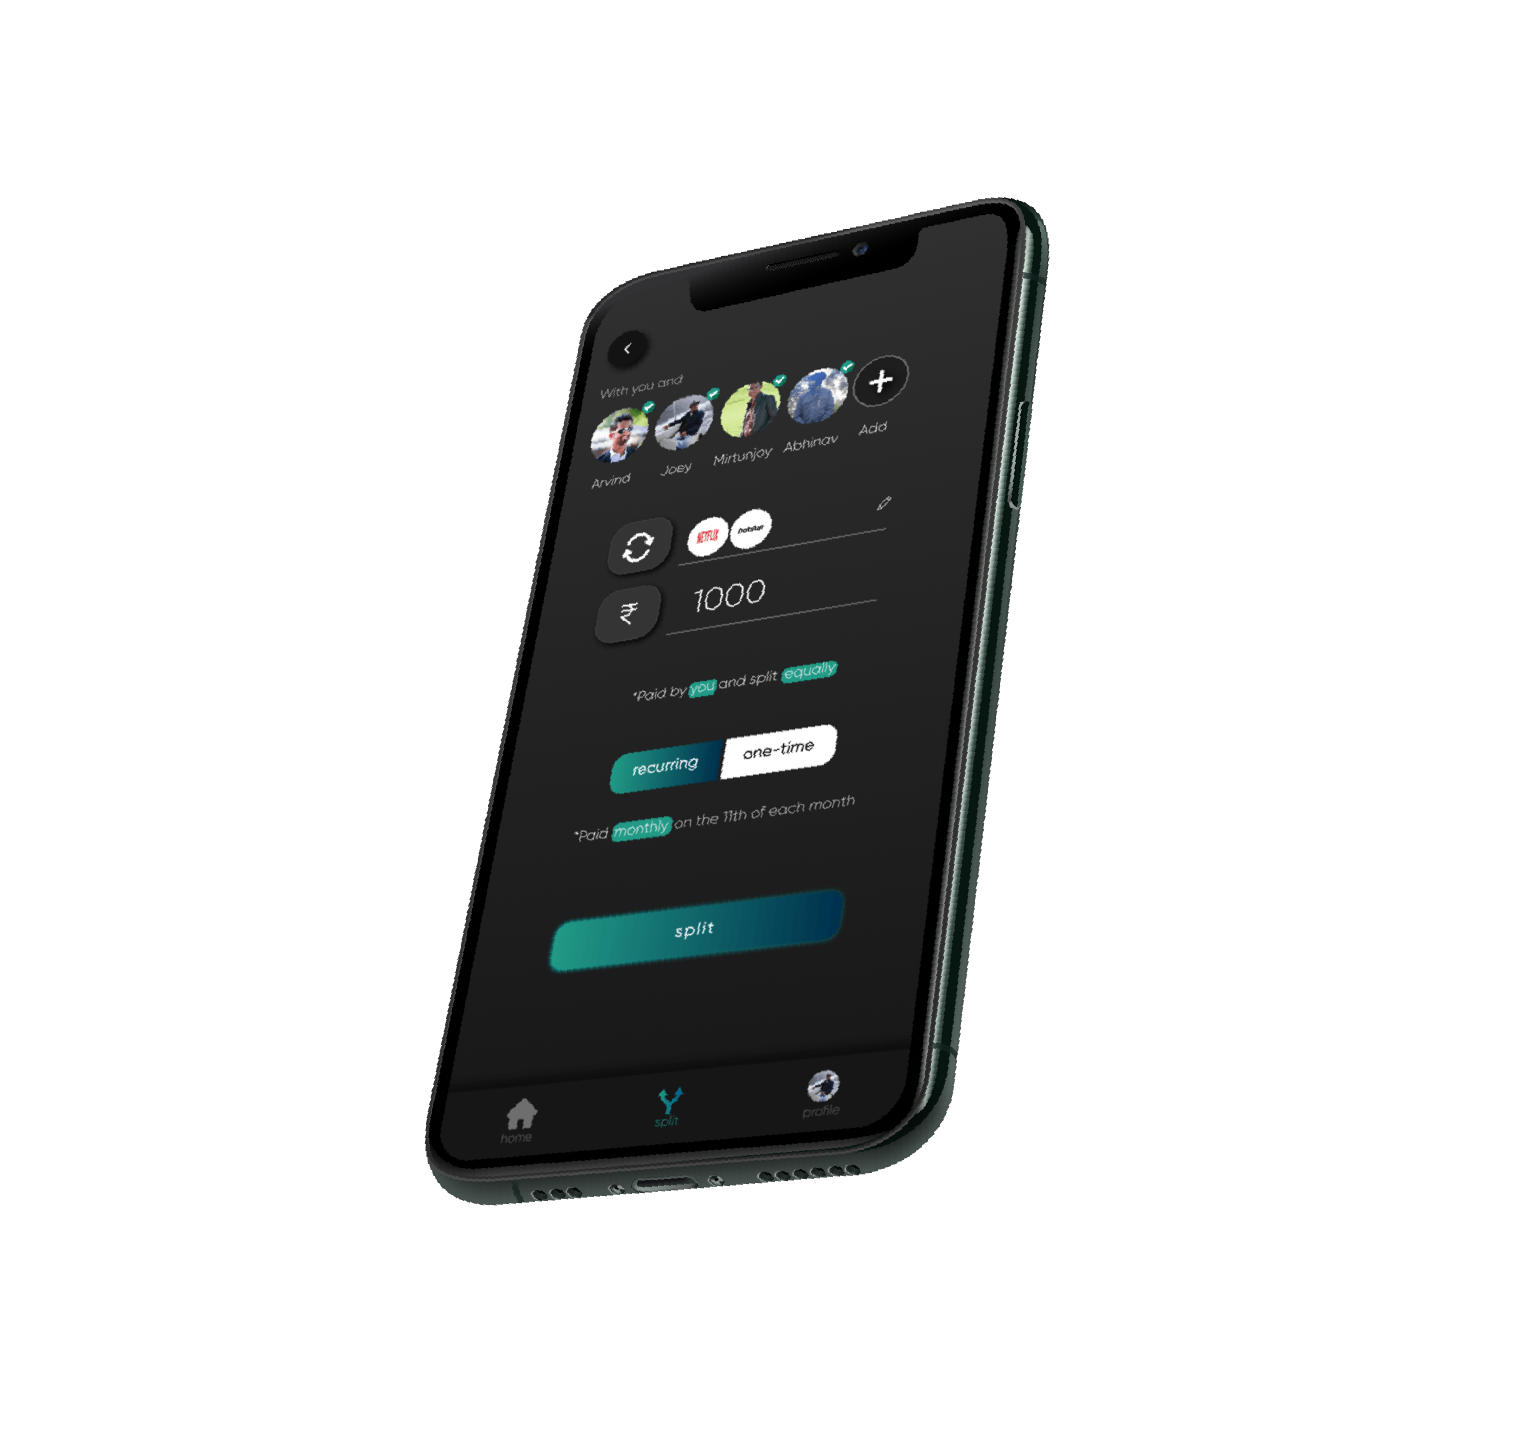 With you and
Arvind
Joey
Mirtunjoy
Abhinav
Add
NETFLIX
hotstar
₹
1000
*Paid by you and split equally
recurring
one-time
*Paid monthly on the 11th of each month
split
home
split
profile